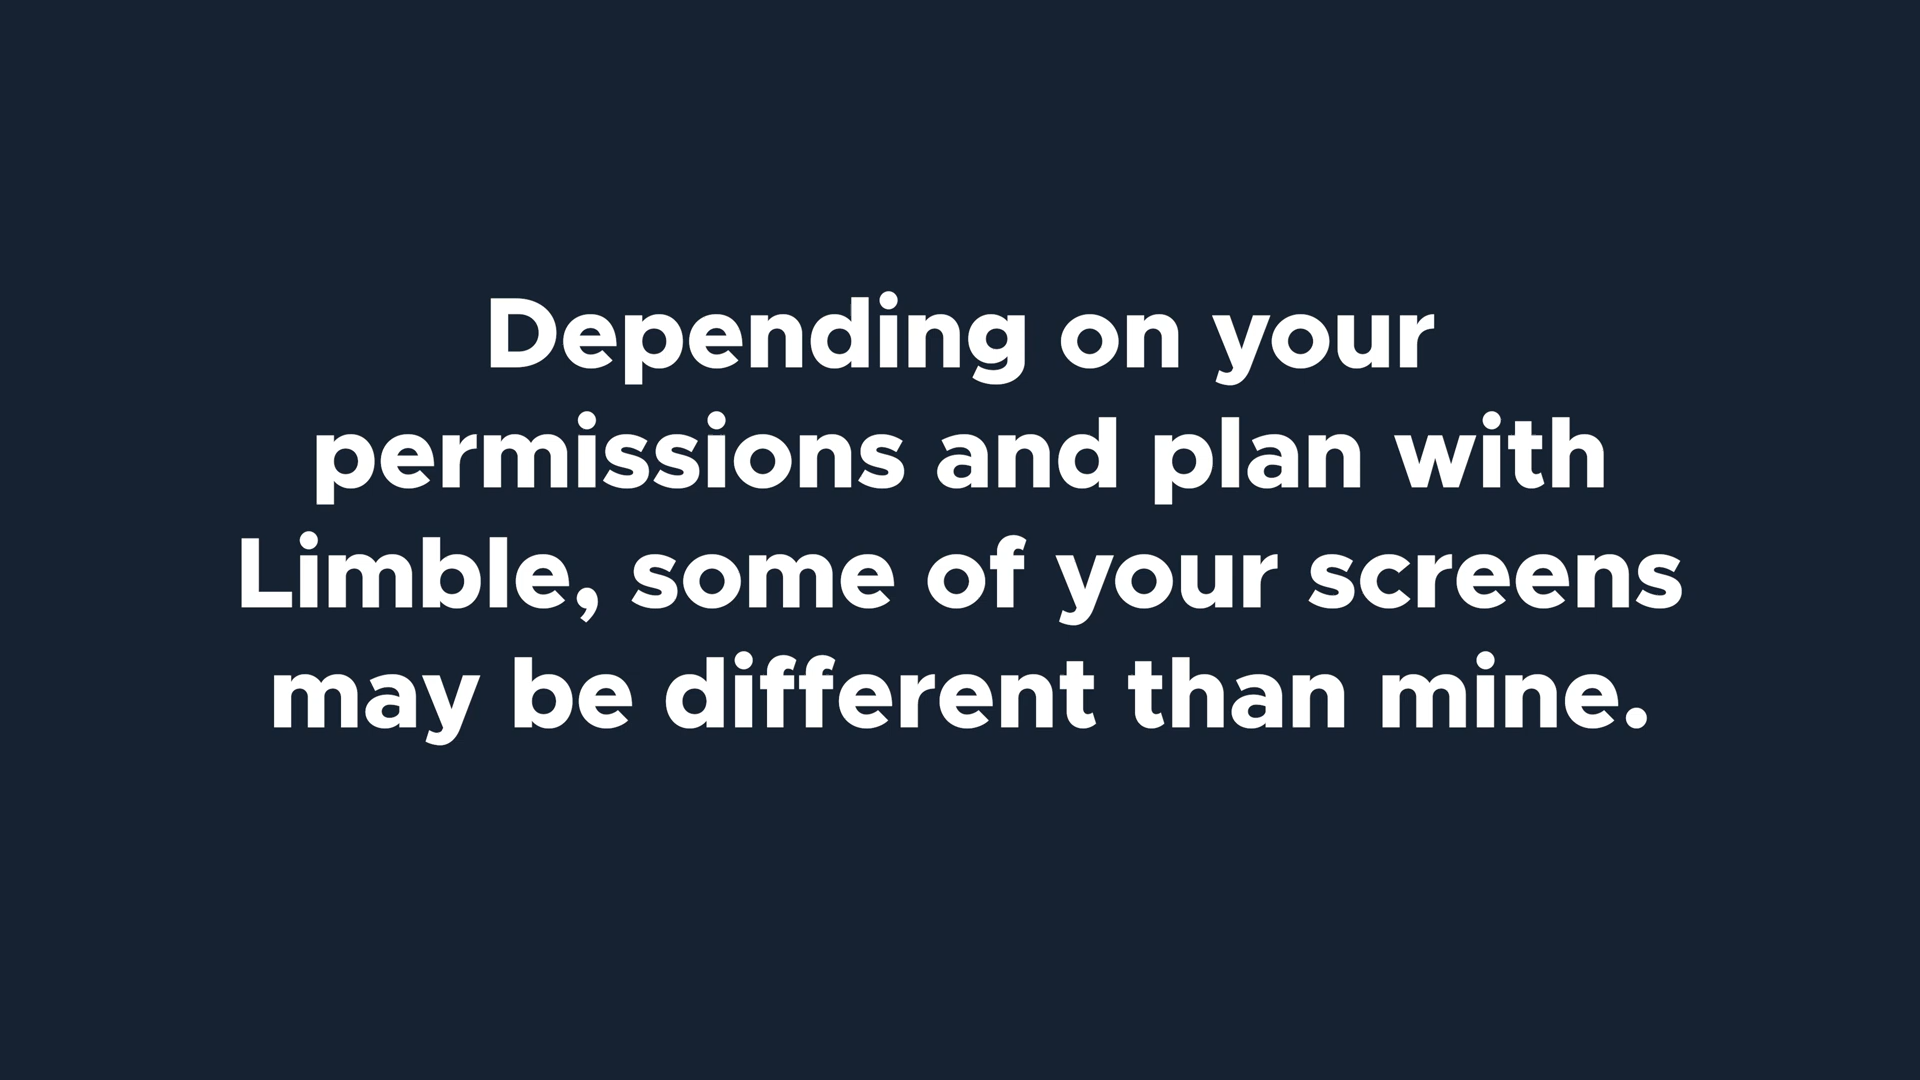 Depending on your
permissions and plan with
Limble, some of your screens
may be different than mine.